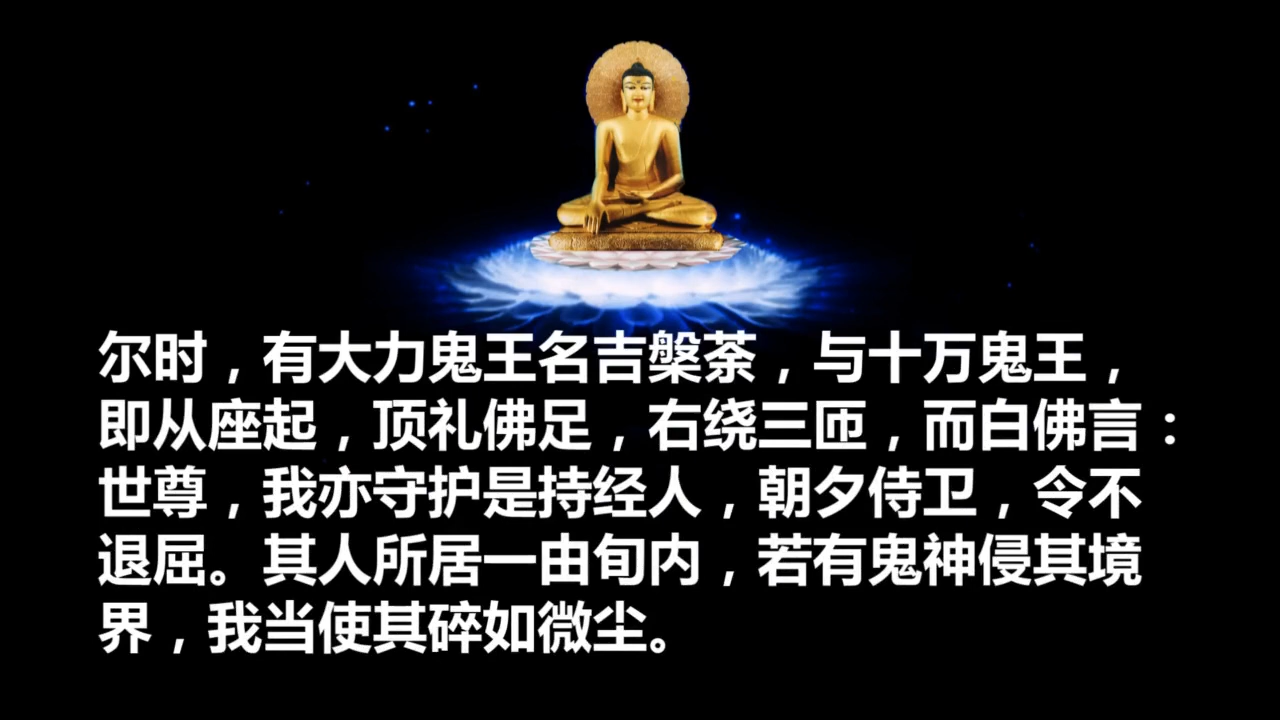 尔时，有大力鬼王名吉槃荼，与十万鬼王，
即从座起，顶礼佛足，右绕三匝，而白佛言：
世尊，我亦守护是持经人，朝夕侍卫，令不
退屈。其人所居一由旬内，若有鬼神侵其境
界，我当使其碎如微尘。